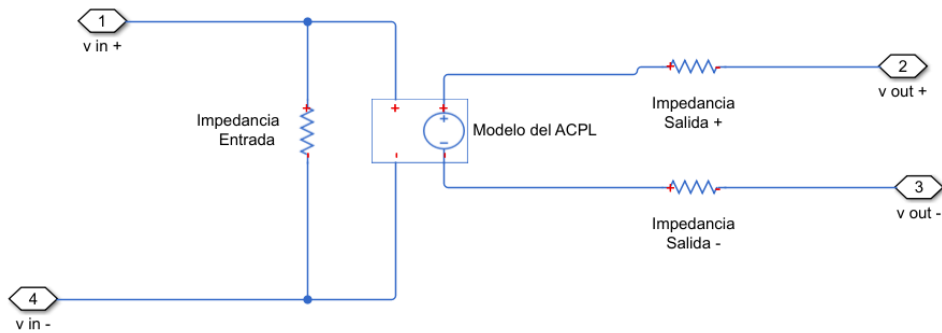 1
v in +
Impedancia
Entrada
+
-
+
-
+
-
+
-
+
-
Modelo del ACPL
+
-
Impedancia
Salida +
2
v out +
+
-
Impedancia
Salida -
3
v out -
4
v in -